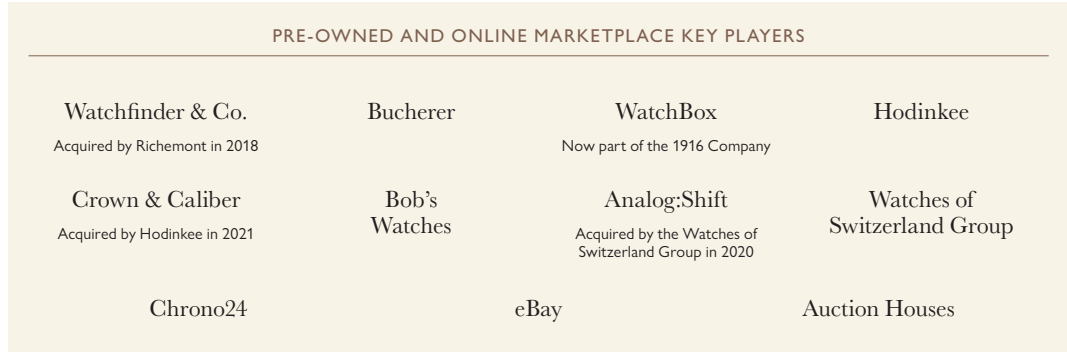 PRE-OWNED AND ONLINE MARKETPLACE KEY PLAYERS
Watchfinder & Co.
Acquired by Richemont in 2018
Bucherer
WatchBox
Now part of the 1916 Company
Hodinkee
Crown & Caliber
Acquired by Hodinkee in 2021
Bob’s
Watches
Analog:Shift
Acquired by the Watches of
Switzerland Group in 2020
Watches of
Switzerland Group
Chrono24
eBay
Auction Houses